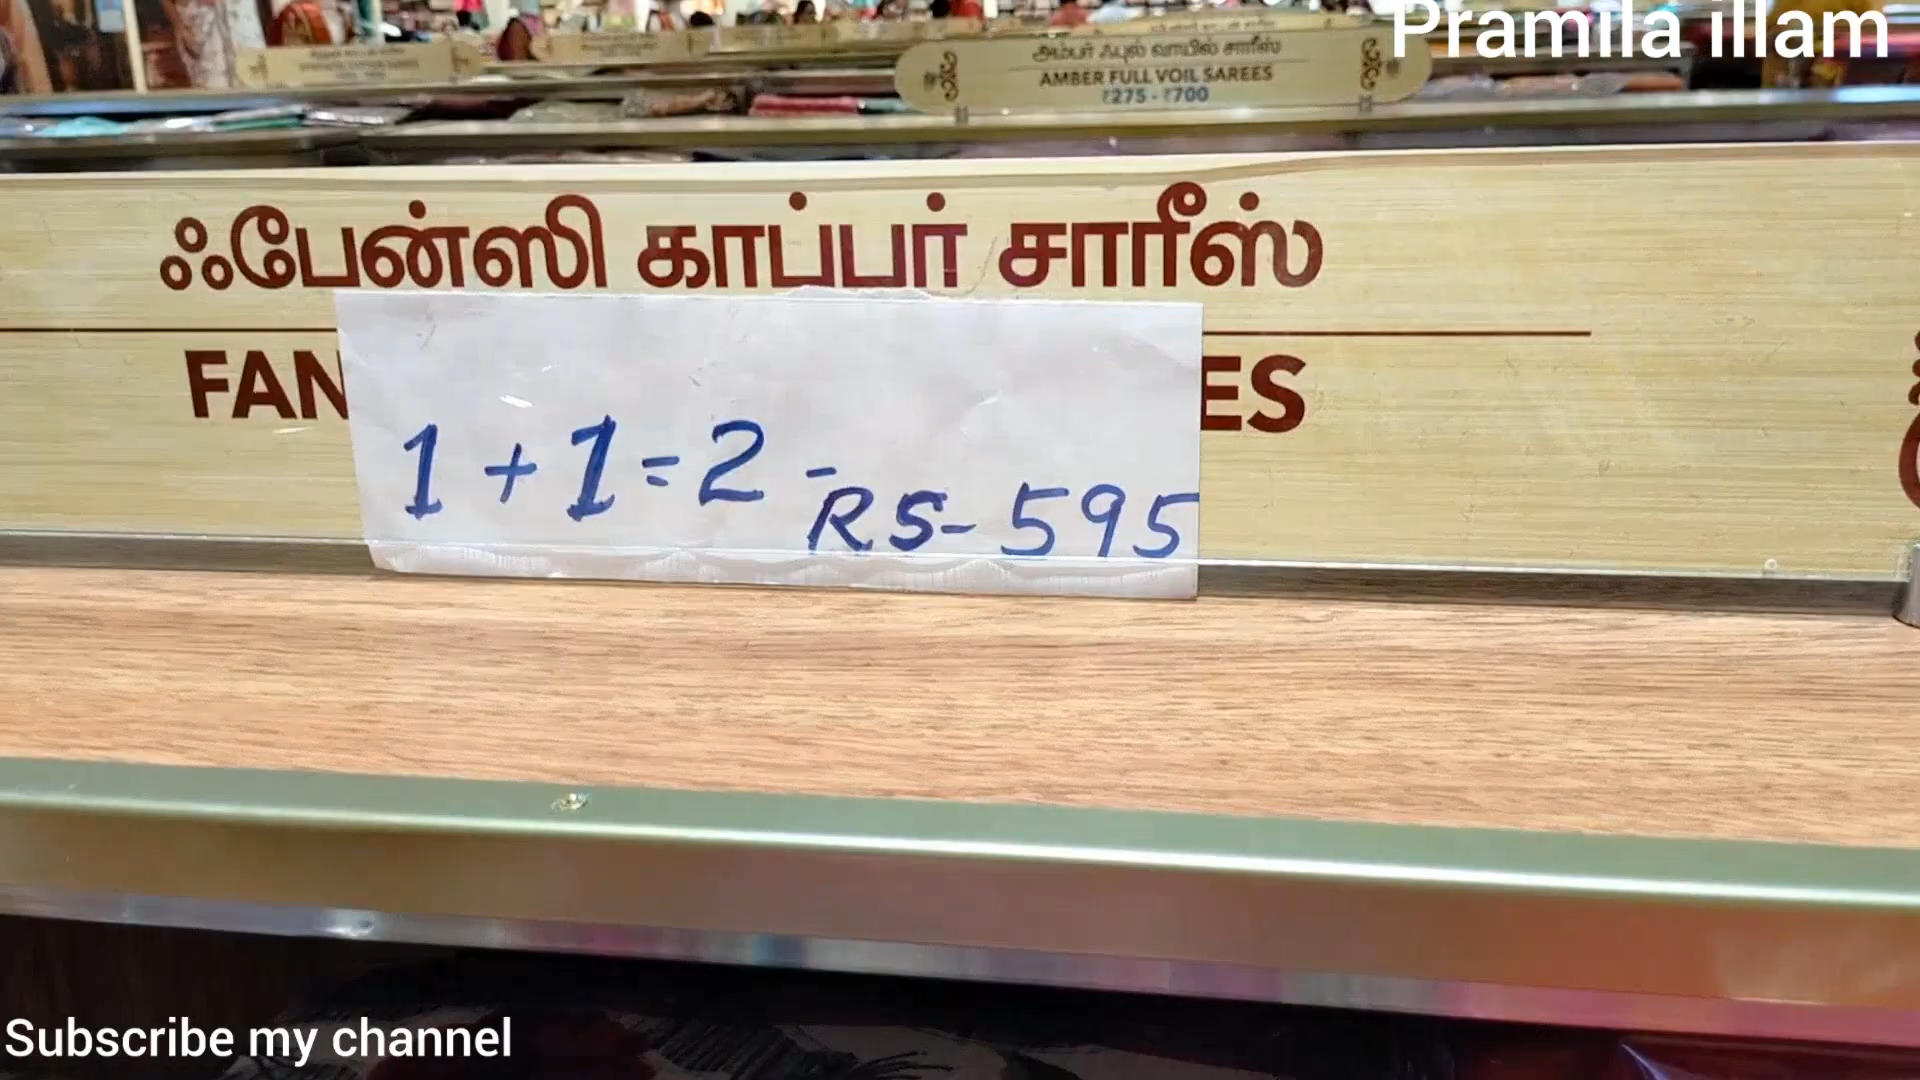 Pramila illam
அம்பர் ஃபுல் வாயில் சாரீஸ்
AMBER FULL VOIL SAREES
₹275 - ₹700
ஃபேன்ஸி காப்பர் சாரீஸ்
FAN ES
1 + 1 = 2 - RS- 595
Subscribe my channel